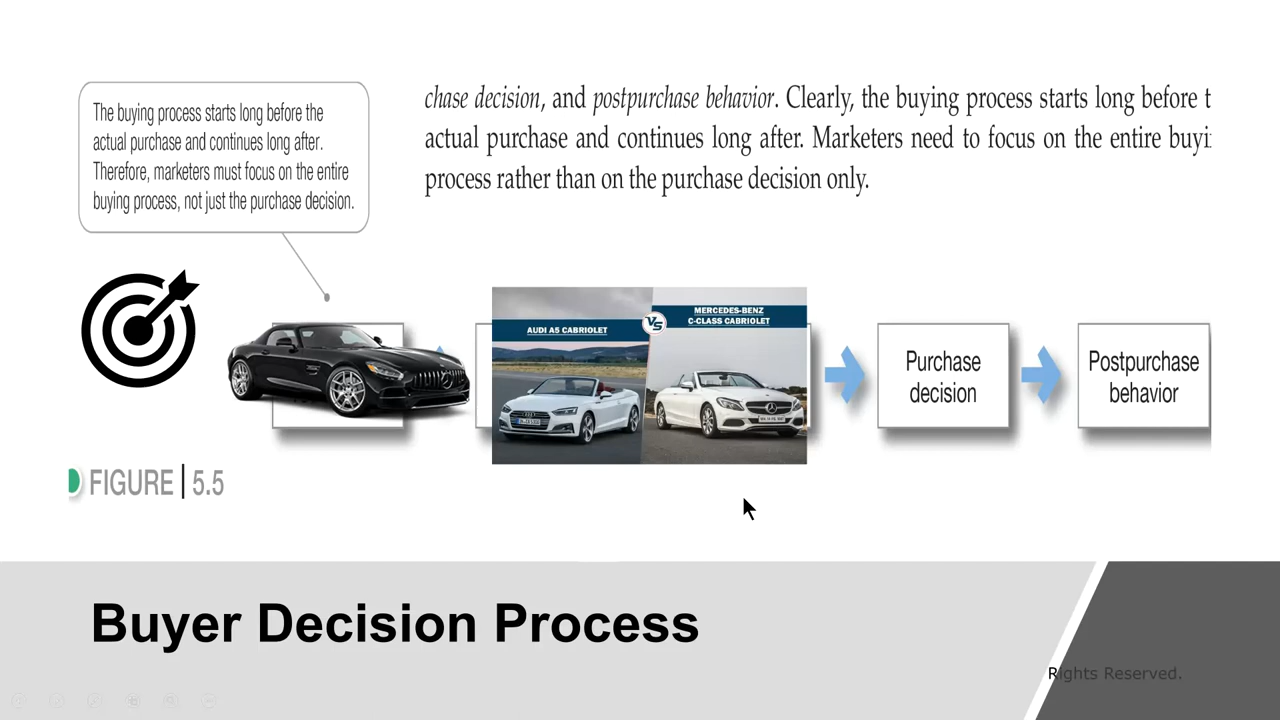 The buying process starts long before the
actual purchase and continues long after.
Therefore, marketers must focus on the entire
buying process, not just the purchase decision.
chase decision, and postpurchase behavior. Clearly, the buying process starts long before t
actual purchase and continues long after. Marketers need to focus on the entire buyi
process rather than on the purchase decision only.
AUDI A5 CABRIOLET
VS
MERCEDES-BENZ
C-CLASS CABRIOLET
Purchase
decision
Postpurchase
behavior
FIGURE | 5.5
Buyer Decision Process
Rights Reserved.